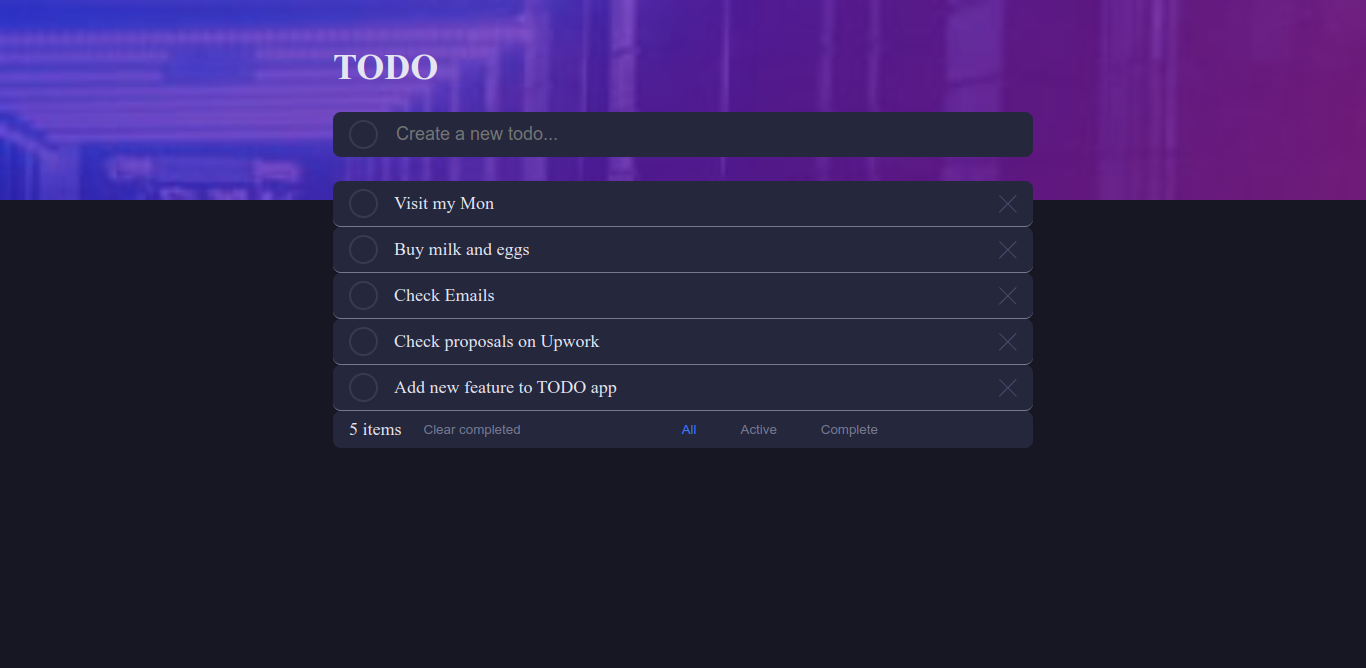 TODO
Create a new todo...
Visit my Mon
Buy milk and eggs
Check Emails
Check proposals on Upwork
Add new feature to TODO app
5 items Clear completed All Active Complete